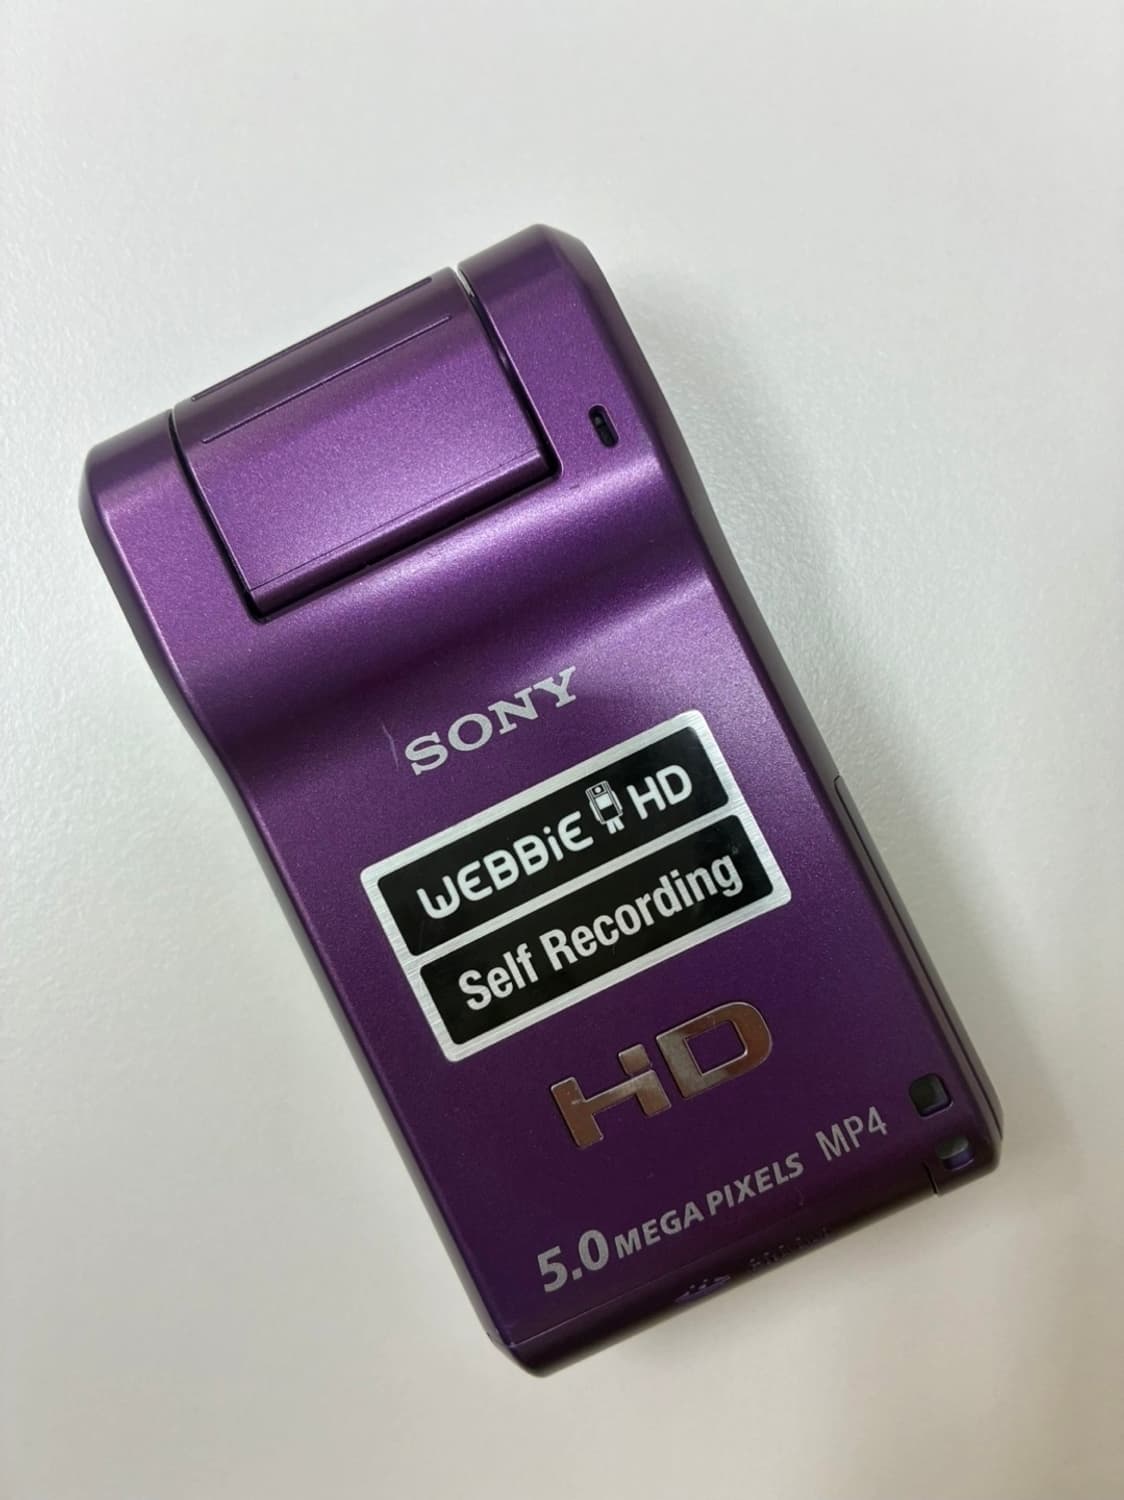 SONY
WEBBiE HD
Self Recording
HD
5.0 MEGA PIXELS MP4